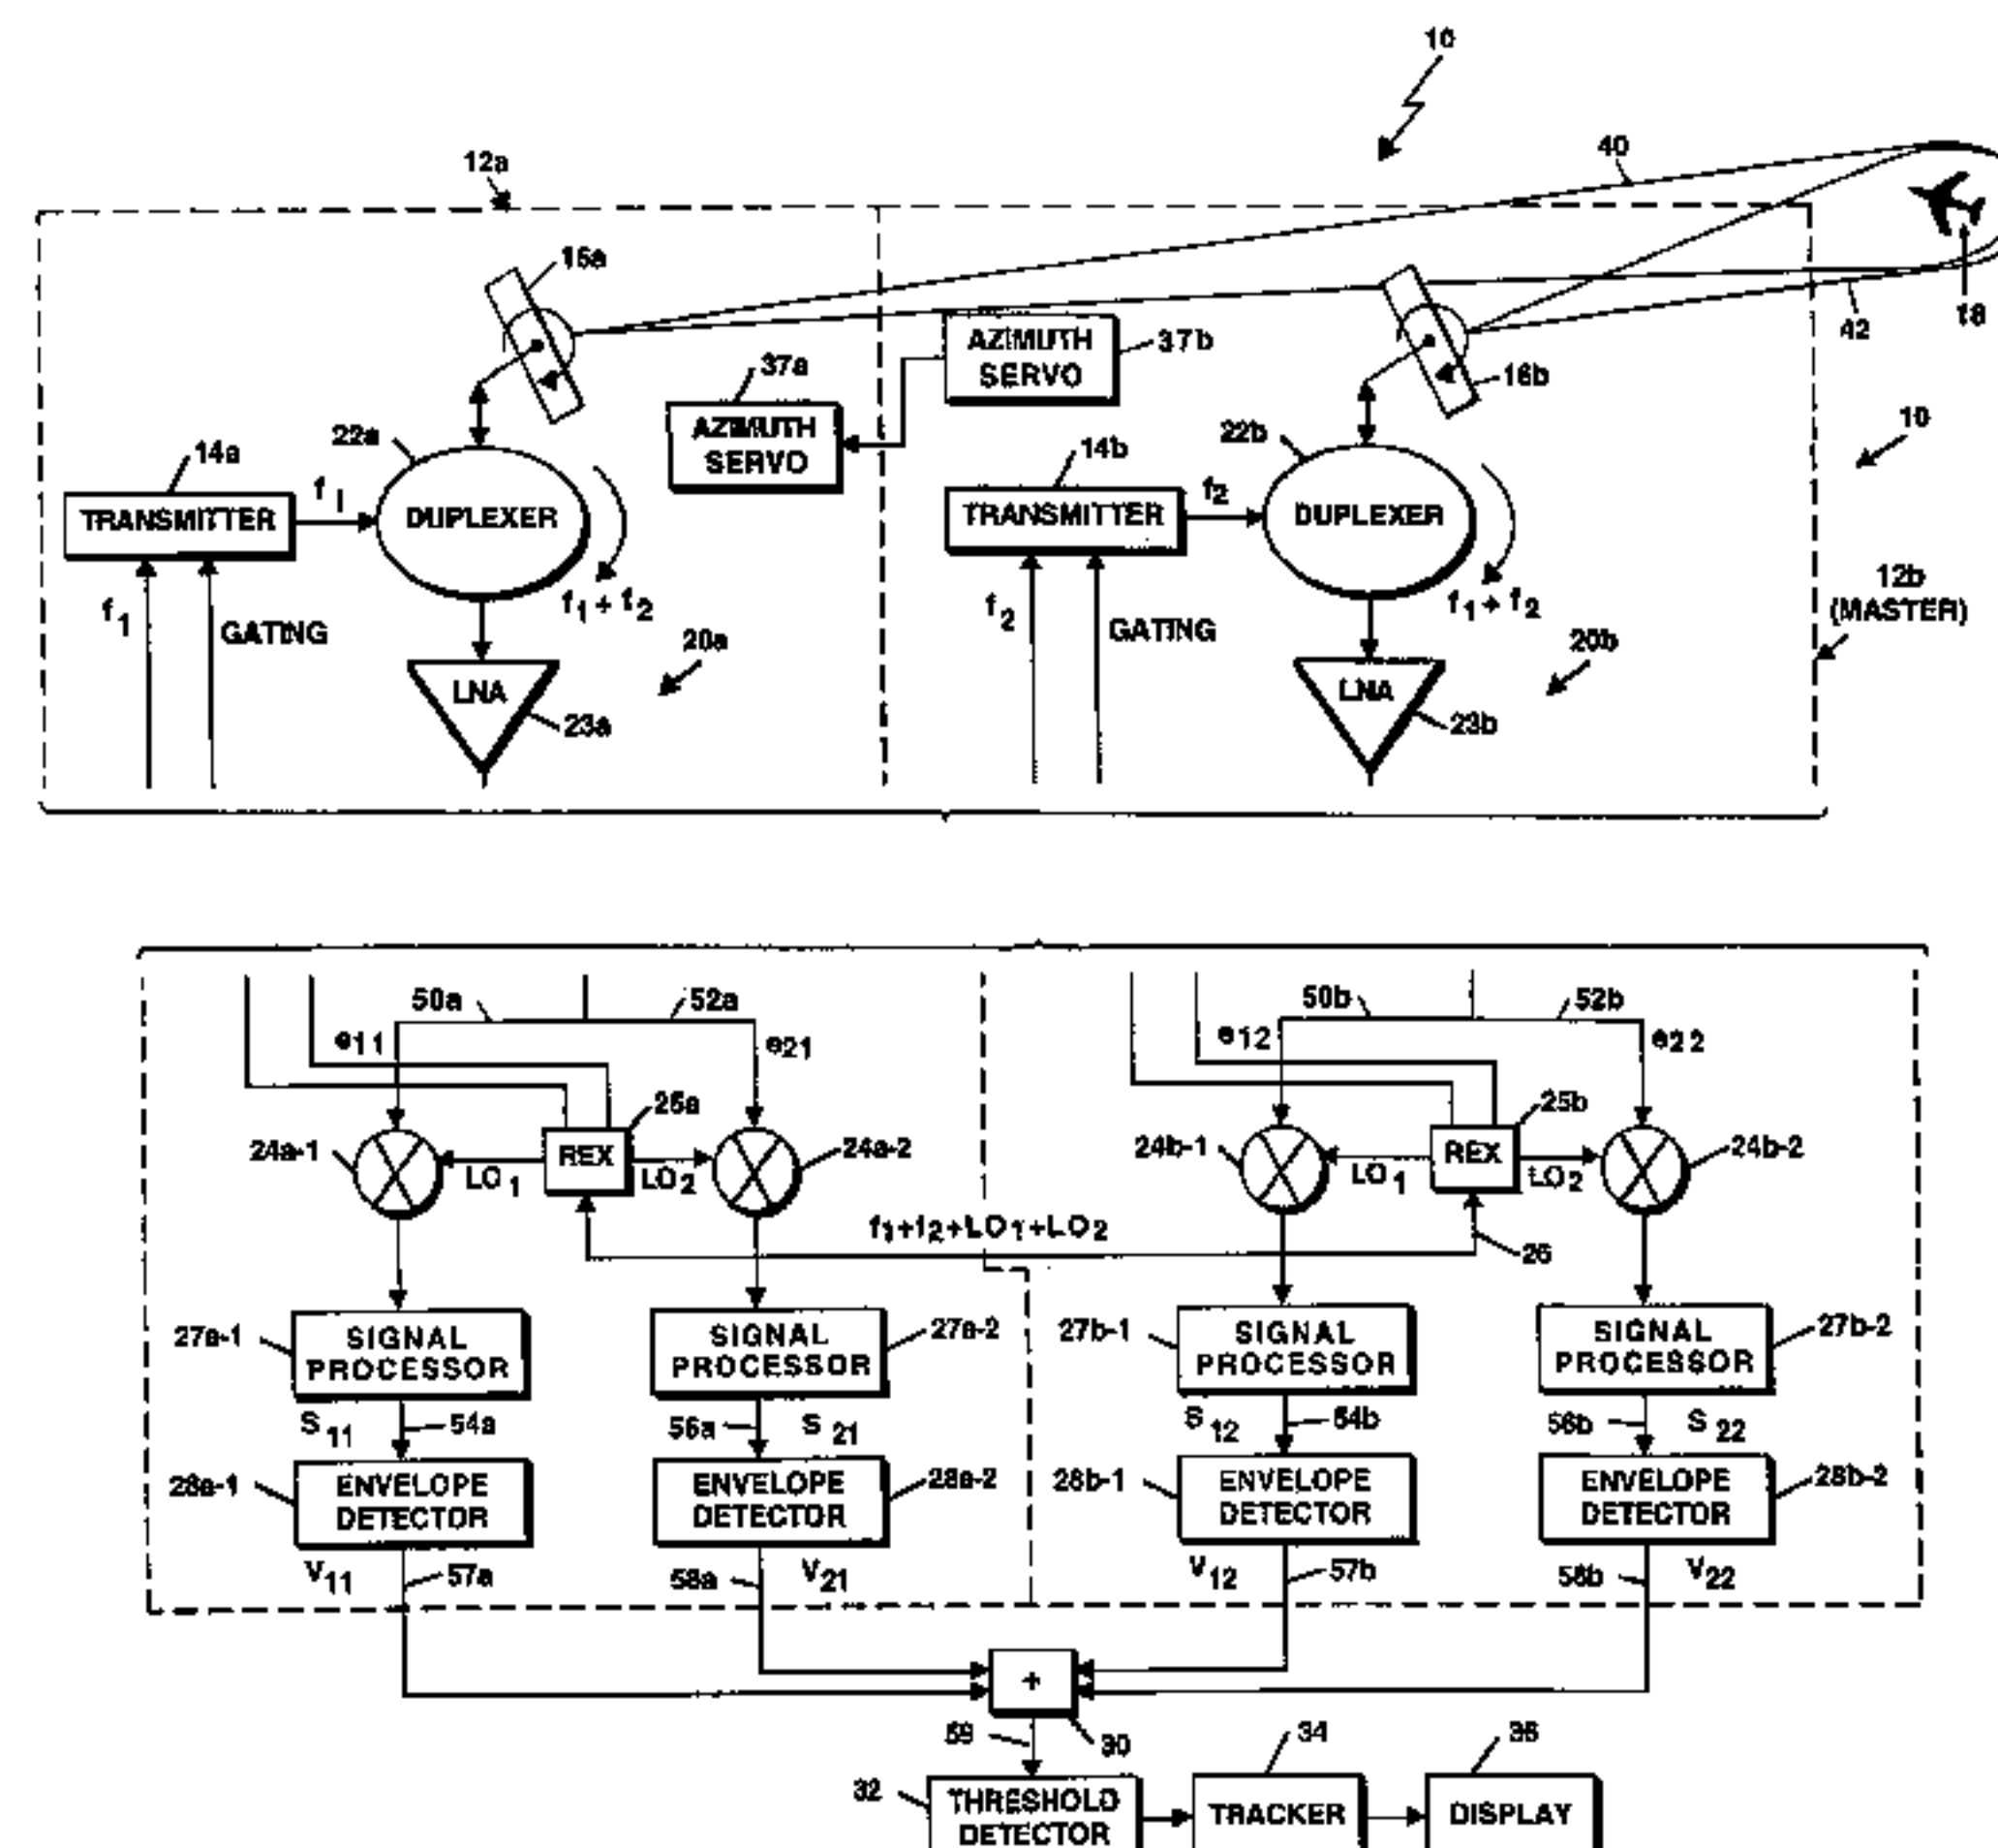 10
12a
40
18
42
16a
AZIMUTH
SERVO
37b
37a
AZIMUTH
SERVO
16b
10
22a
22b
14a
14b
f1
f2
TRANSMITTER
DUPLEXER
TRANSMITTER
DUPLEXER
12b
(MASTER)
f1
GATING
f1 + f2
f2
GATING
f1 + f2
20a
20b
LNA
LNA
23a
23b
50a
52a
50b
52b
e11
e21
e12
e22
25a
25b
24a-1
REX
24a-2
24b-1
REX
24b-2
LO1
LO2
LO1
LO2
f1+f2+LO1+LO2
26
27a-1
SIGNAL
PROCESSOR
SIGNAL
PROCESSOR
27a-2
27b-1
SIGNAL
PROCESSOR
SIGNAL
PROCESSOR
27b-2
S11
54a
56a
S21
S12
54b
56b
S22
28a-1
ENVELOPE
DETECTOR
ENVELOPE
DETECTOR
28a-2
28b-1
ENVELOPE
DETECTOR
ENVELOPE
DETECTOR
28b-2
V11
57a
58a
V21
V12
57b
58b
V22
+
59
30
34
36
32
THRESHOLD
DETECTOR
TRACKER
DISPLAY